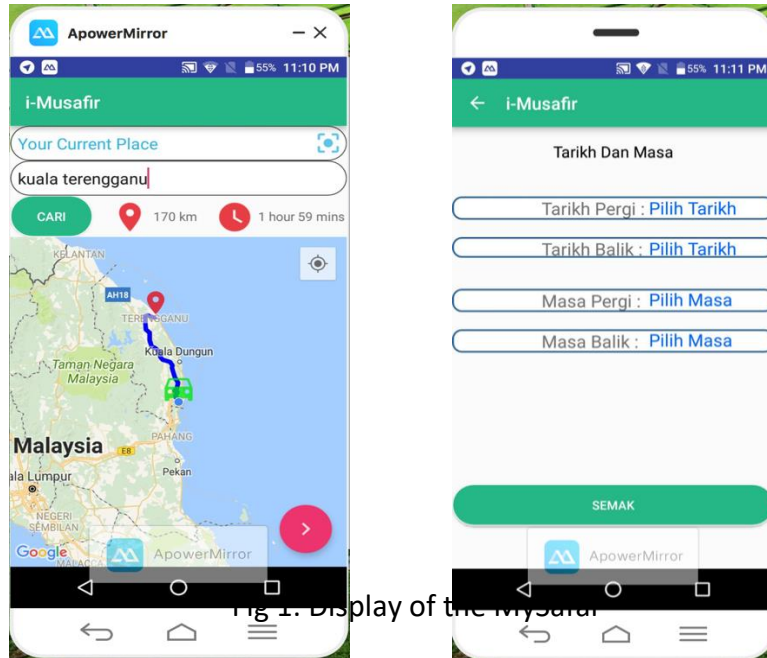 ApowerMirror
55% 11:10 PM
i-Musafir
Your Current Place
kuala terengganu
CARI
170 km
1 hour 59 mins
KELANTAN
AH18
TERENGGANU
Kuala Dungun
Taman Negara
Malaysia
Malaysia
E8
PAHANG
Pekan
ala Lumpur
NEGERI
SEMBILAN
Google
MALACCA
ApowerMirror
55% 11:11 PM
i-Musafir
Tarikh Dan Masa
Tarikh Pergi : Pilih Tarikh
Tarikh Balik : Pilih Tarikh
Masa Pergi : Pilih Masa
Masa Balik : Pilih Masa
SEMAK
ApowerMirror
Fig 1: Display of the MySafar